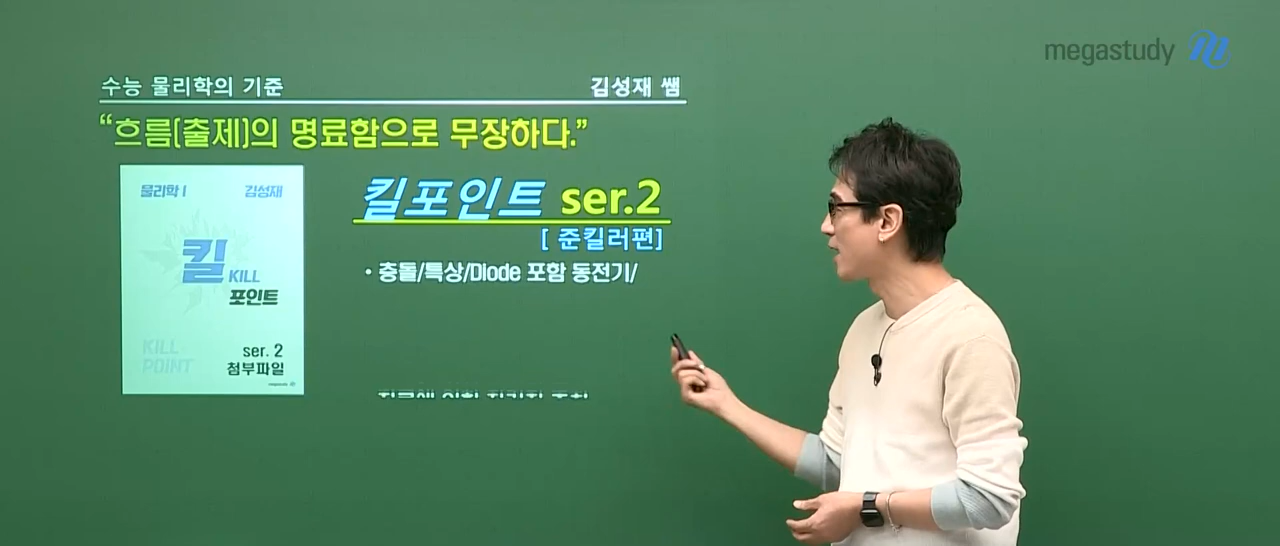 megastudy
수능 물리학의 기준 김성재 쌤
“흐름(출제)의 명료함으로 무장하다.”
물리학Ⅰ 김성재
킬 KILL
포인트
KILL
POINT
ser. 2
첨부파일
megastudy
킬포인트 ser.2
[ 준킬러편]
• 충돌/특상/Diode 포함 동전기/